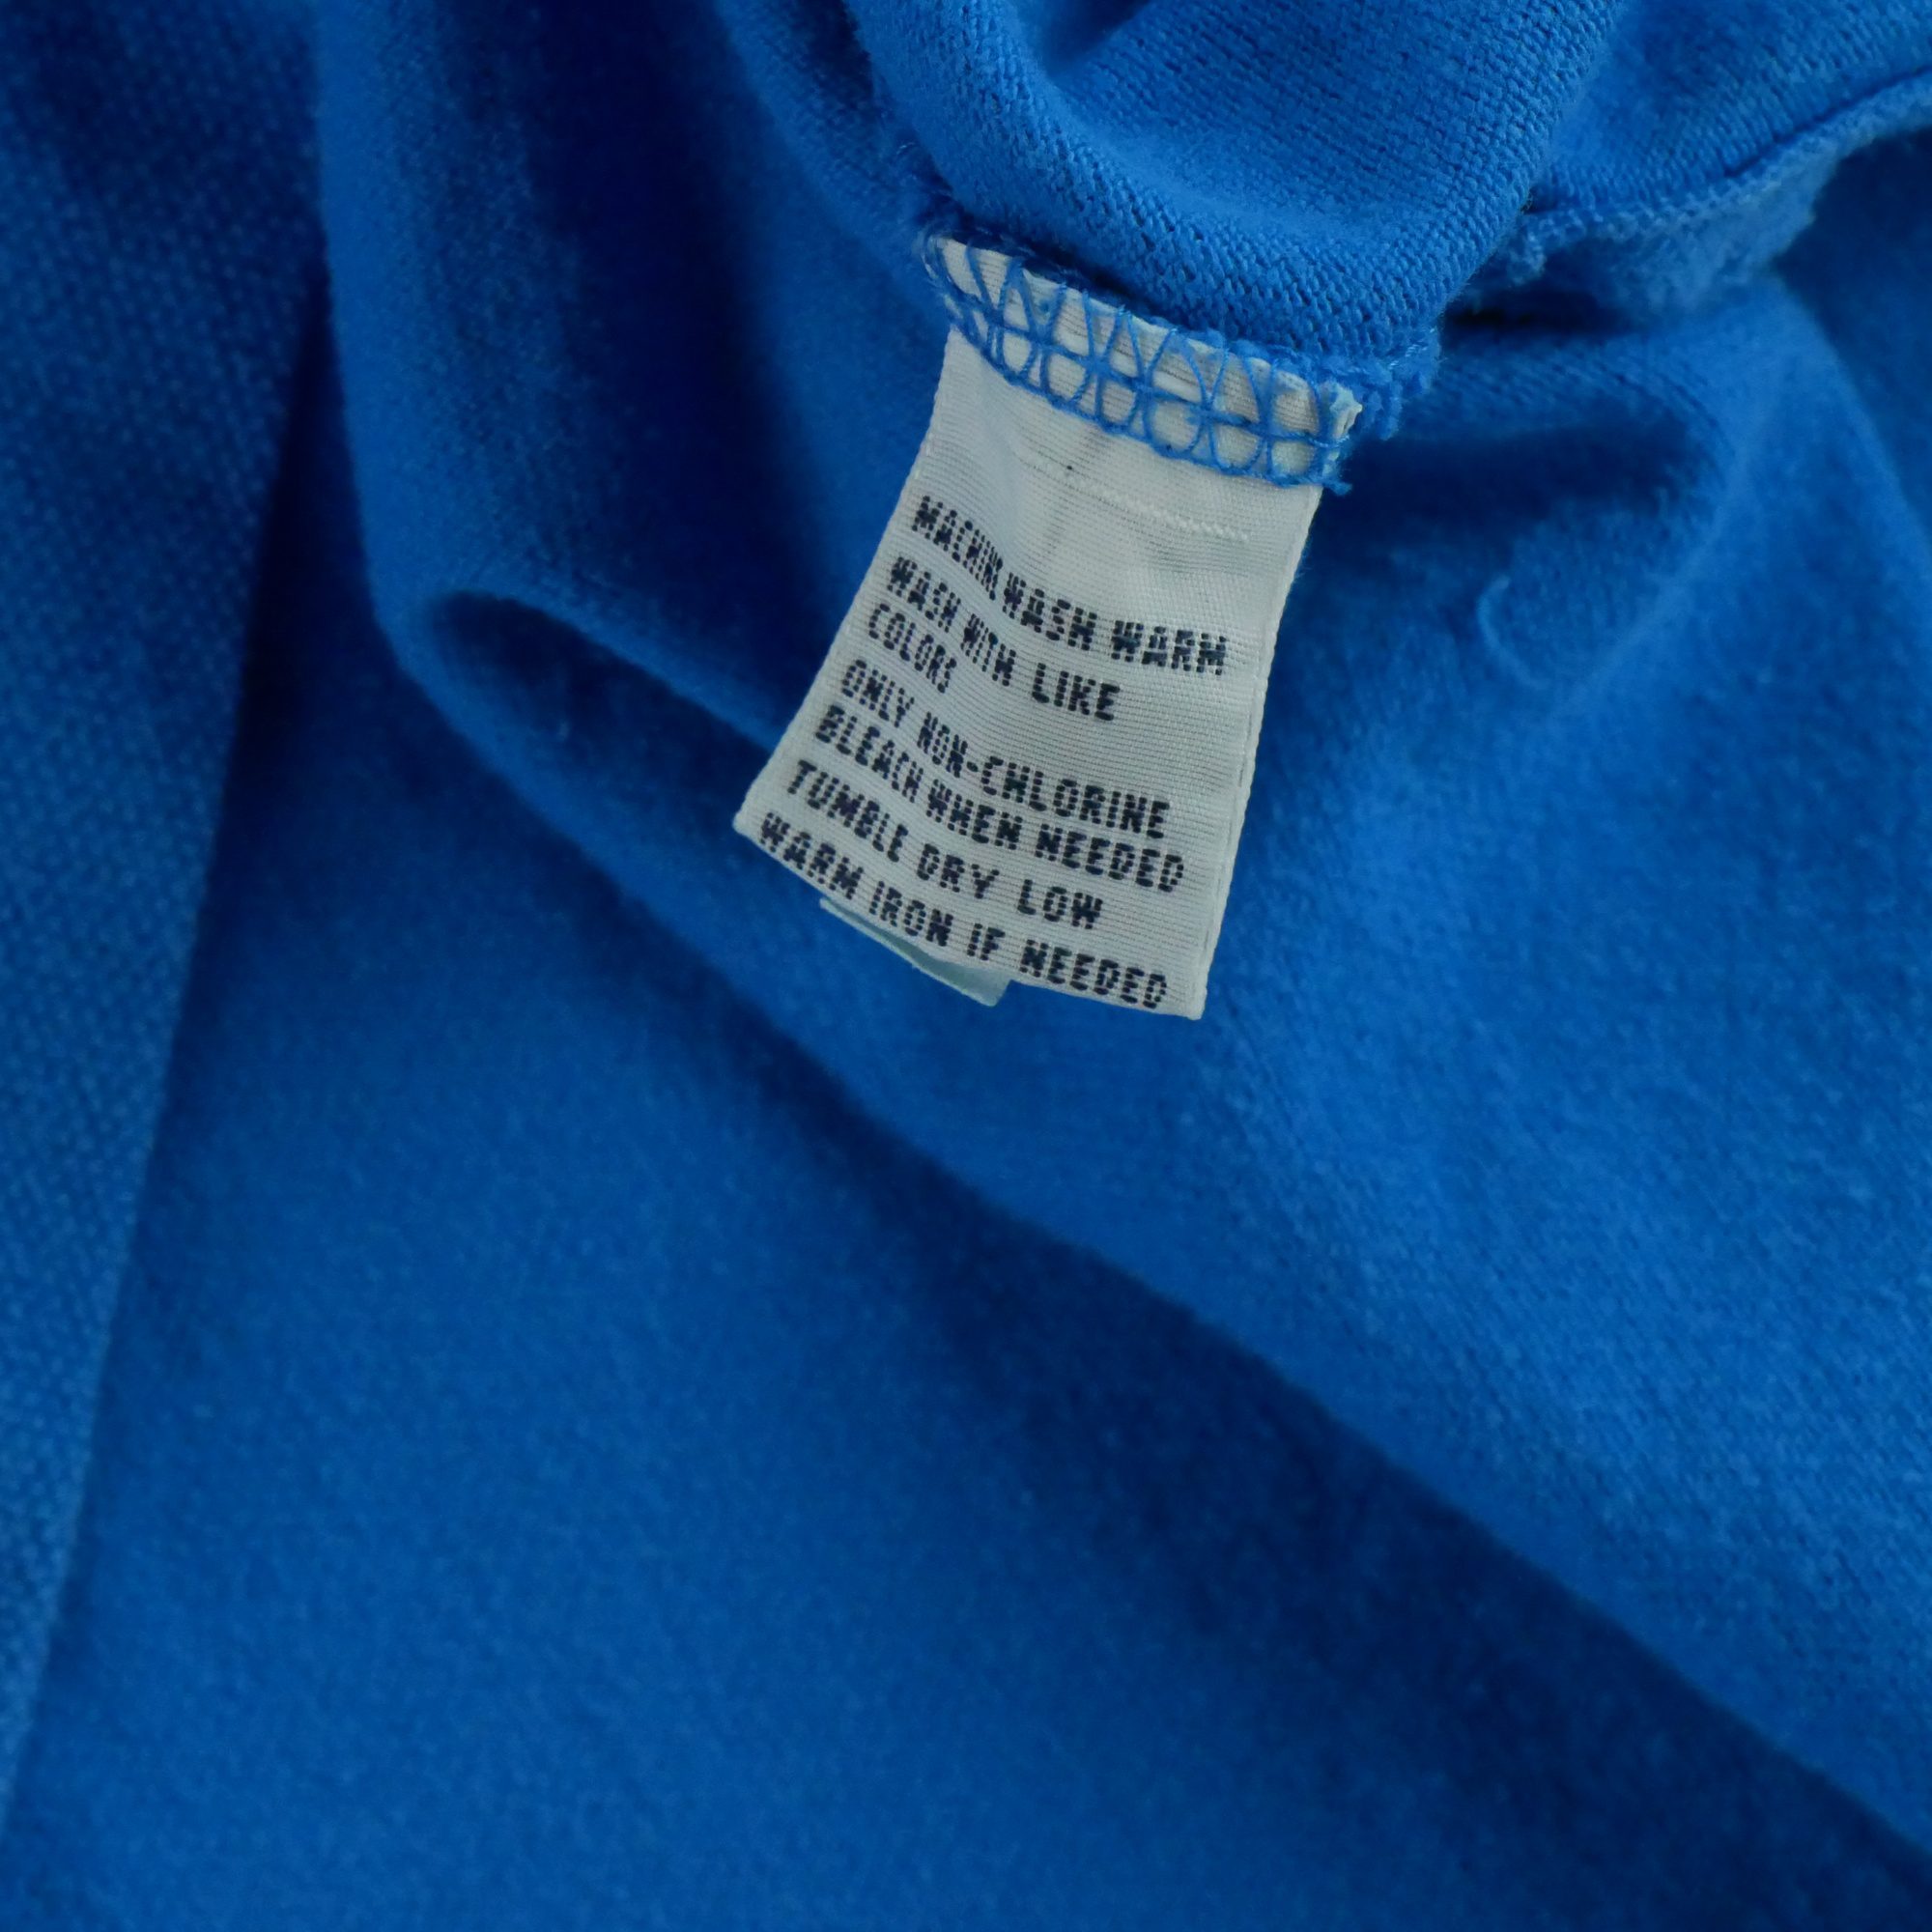 MACHINE WASH WARM
WASH WITH LIKE
COLORS
ONLY NON-CHLORINE
BLEACH WHEN NEEDED
TUMBLE DRY LOW
WARM IRON IF NEEDED